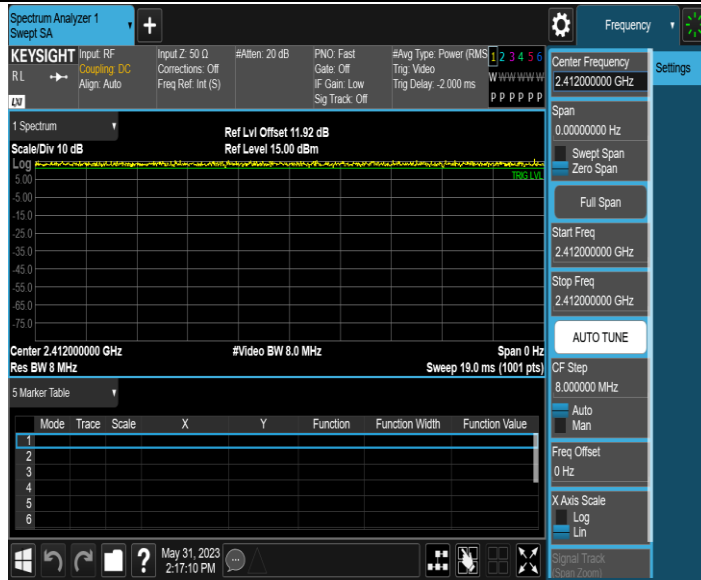 Spectrum Analyzer 1
Swept SA
Frequency
KEYSIGHT Input: RF Input Z: 50 Ω #Atten: 20 dB PNO: Fast #Avg Type: Power (RMS 1 2 3 4 5 6
RL Coupling: DC Corrections: Off Gate: Off Trig: Video W W W W W W
Align: Auto Freq Ref: Int (S) IF Gain: Low Trig Delay: -2.000 ms
LXI Sig Track: Off P P P P P P
1 Spectrum
Ref Lvl Offset 11.92 dB
Scale/Div 10 dB Ref Level 15.00 dBm
Log
TRIG LVL
5.00
-5.00
-15.0
-25.0
-35.0
-45.0
-55.0
-65.0
-75.0
Center 2.412000000 GHz #Video BW 8.0 MHz Span 0 Hz
Res BW 8 MHz Sweep 19.0 ms (1001 pts)
5 Marker Table
Mode Trace Scale X Y Function Function Width Function Value
1
2
3
4
5
6
May 31, 2023
2:17:10 PM
Center Frequency
2.412000000 GHz
Settings
Span
0.00000000 Hz
Swept Span
Zero Span
Full Span
Start Freq
2.412000000 GHz
Stop Freq
2.412000000 GHz
AUTO TUNE
CF Step
8.000000 MHz
Auto
Man
Freq Offset
0 Hz
X Axis Scale
Log
Lin
Signal Track
(Span Zoom)